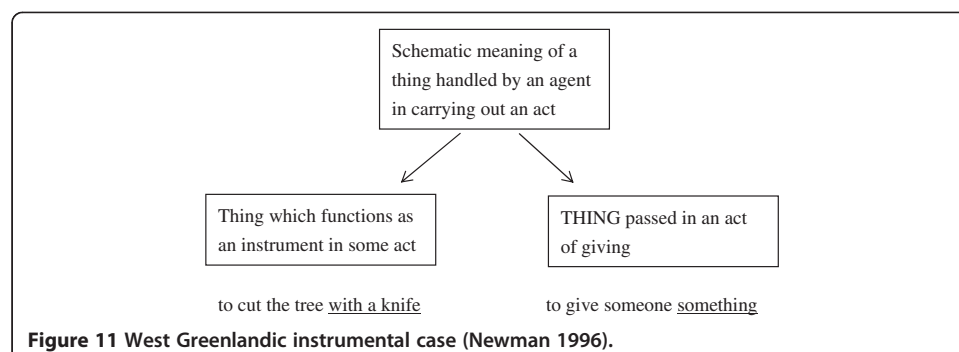 Schematic meaning of a
thing handled by an agent
in carrying out an act
Thing which functions as
an instrument in some act
THING passed in an act
of giving
to cut the tree with a knife
to give someone something
Figure 11 West Greenlandic instrumental case (Newman 1996).